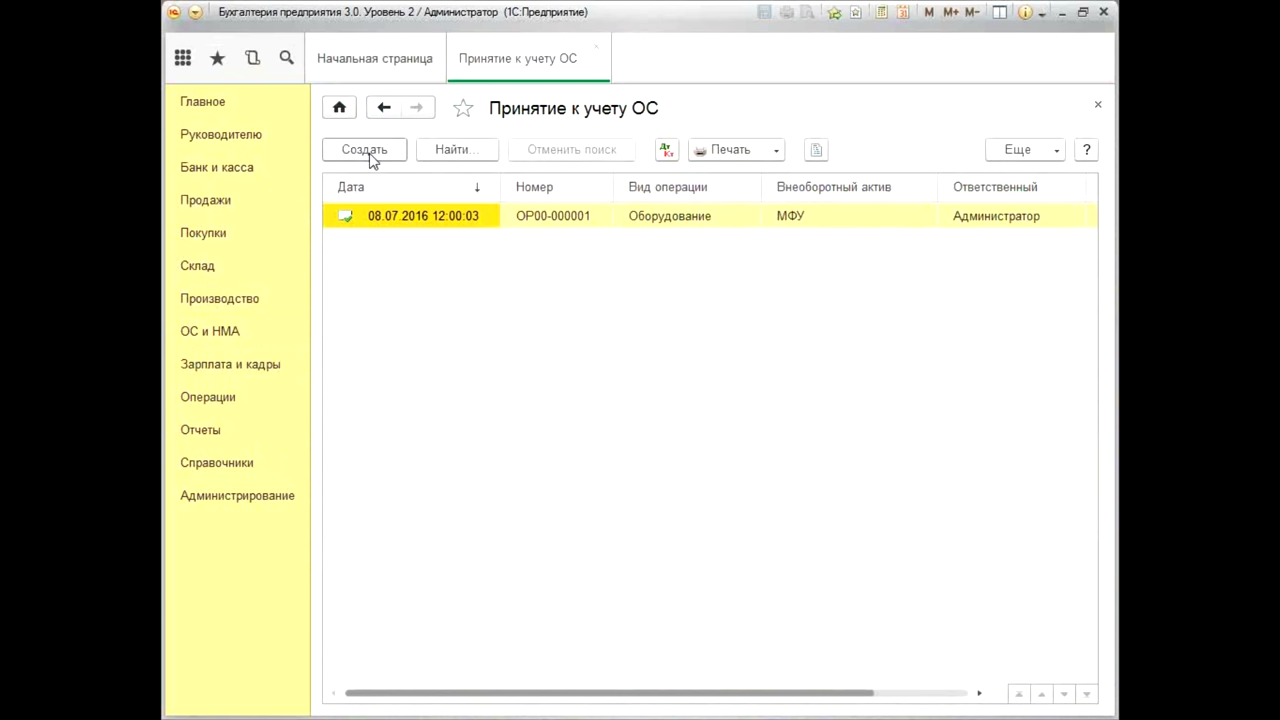 Бухгалтерия предприятия 3.0. Уровень 2 / Администратор (1С:Предприятие)
M M+ M-
Начальная страница
Принятие к учету ОС
Главное
Руководителю
Банк и касса
Продажи
Покупки
Склад
Производство
ОС и НМА
Зарплата и кадры
Операции
Отчеты
Справочники
Администрирование
Принятие к учету ОС
Создать Найти... Отменить поиск Дт Кт Печать Еще ?
Дата Номер Вид операции Внеоборотный актив Ответственный
08.07.2016 12:00:03 ОР00-000001 Оборудование МФУ Администратор